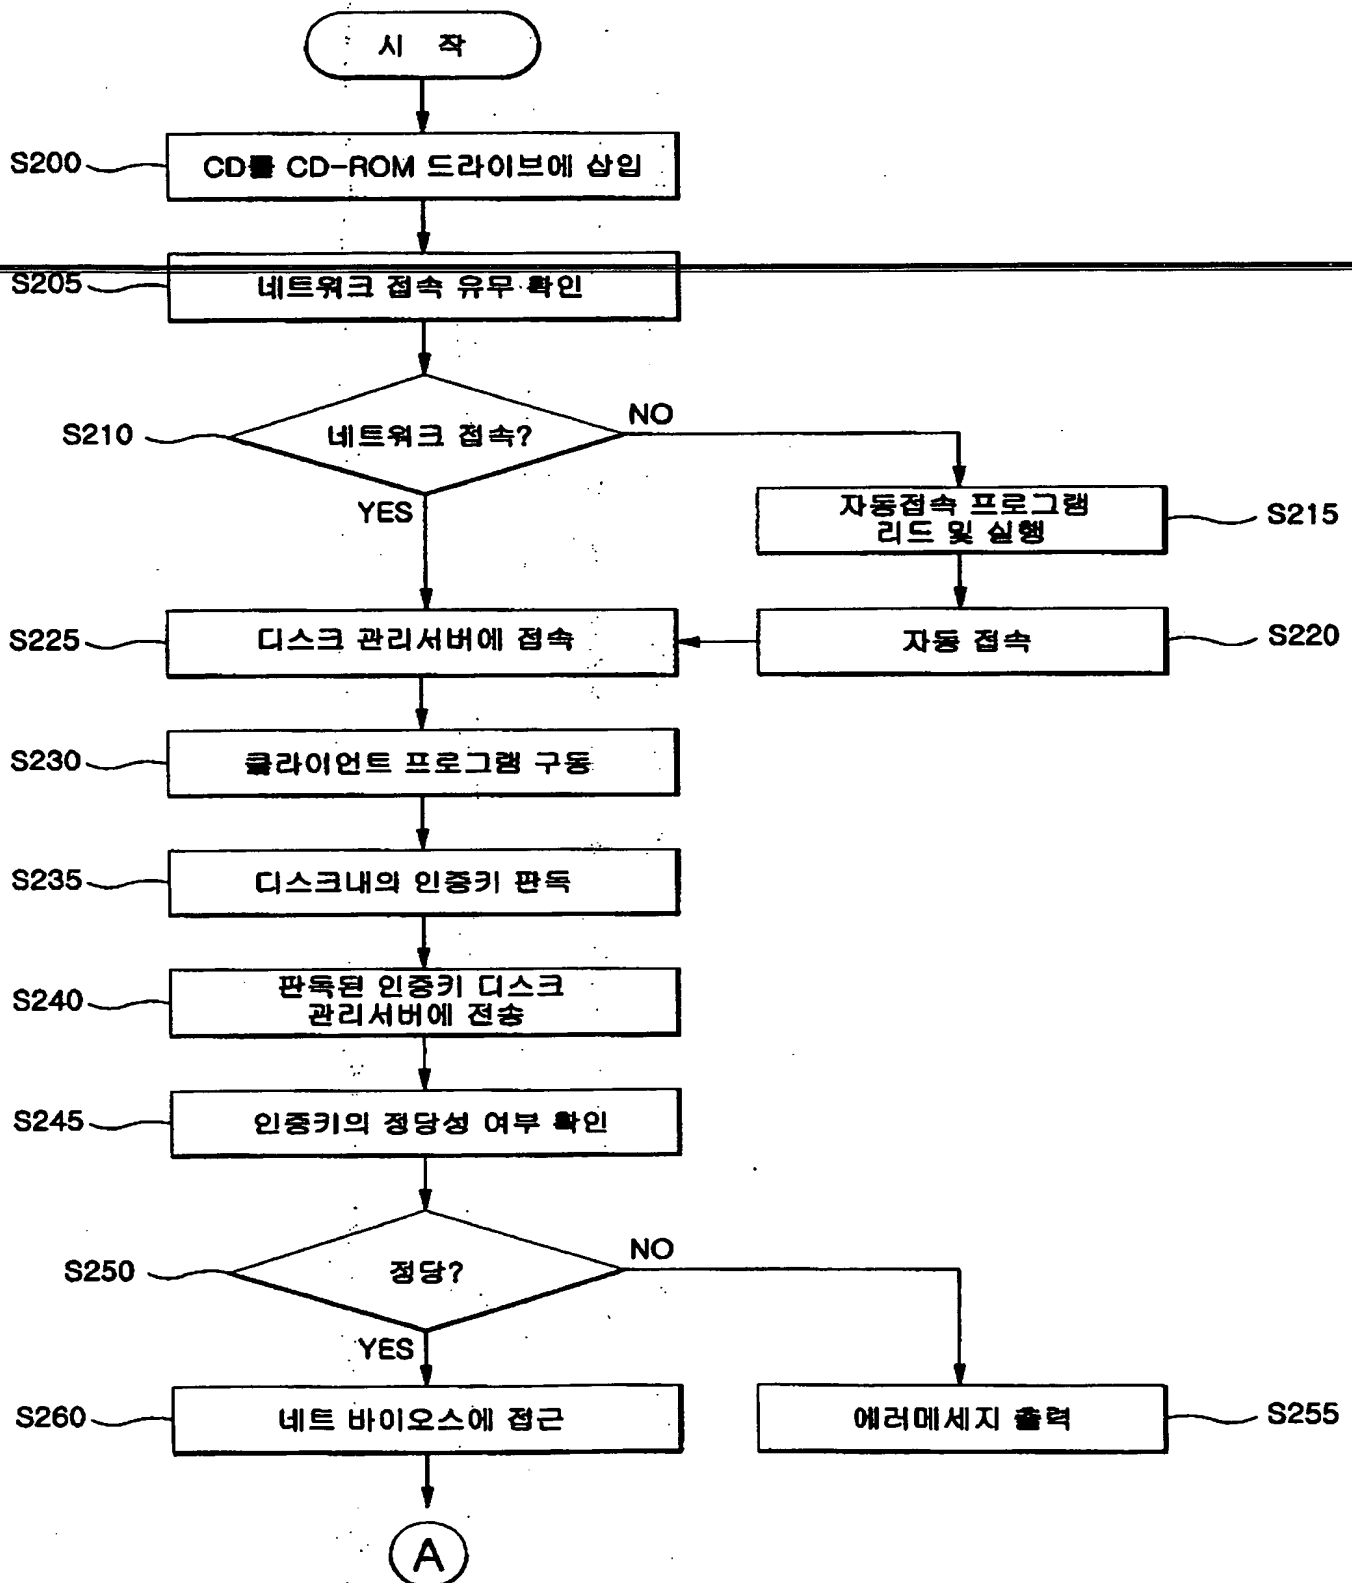 시 작
S200
CD를 CD-ROM 드라이브에 삽입
S205
네트워크 접속 유무 확인
S210
네트워크 접속?
NO
YES
자동접속 프로그램
리드 및 실행
S215
S225
디스크 관리서버에 접속
자동 접속
S220
S230
클라이언트 프로그램 구동
S235
디스크내의 인증키 판독
S240
판독된 인증키 디스크
관리서버에 전송
S245
인증키의 정당성 여부 확인
S250
정당?
NO
YES
S260
네트 바이오스에 접근
에러메세지 출력
S255
A